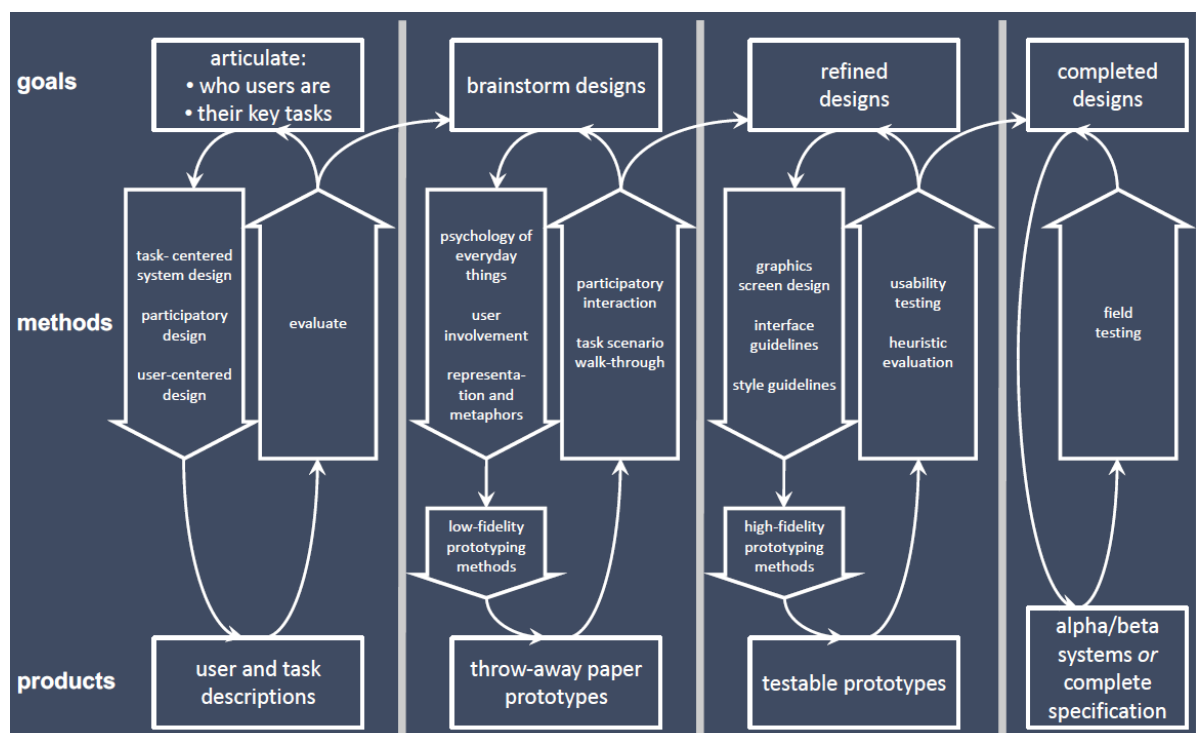 goals
articulate:
• who users are
• their key tasks
brainstorm designs
refined
designs
completed
designs
methods
task- centered
system design
participatory
design
user-centered
design
evaluate
psychology of
everyday
things
user
involvement
representa-
tion and
metaphors
participatory
interaction
task scenario
walk-through
graphics
screen design
interface
guidelines
style guidelines
usability
testing
heuristic
evaluation
field
testing
low-fidelity
prototyping
methods
high-fidelity
prototyping
methods
products
user and task
descriptions
throw-away paper
prototypes
testable prototypes
alpha/beta
systems or
complete
specification